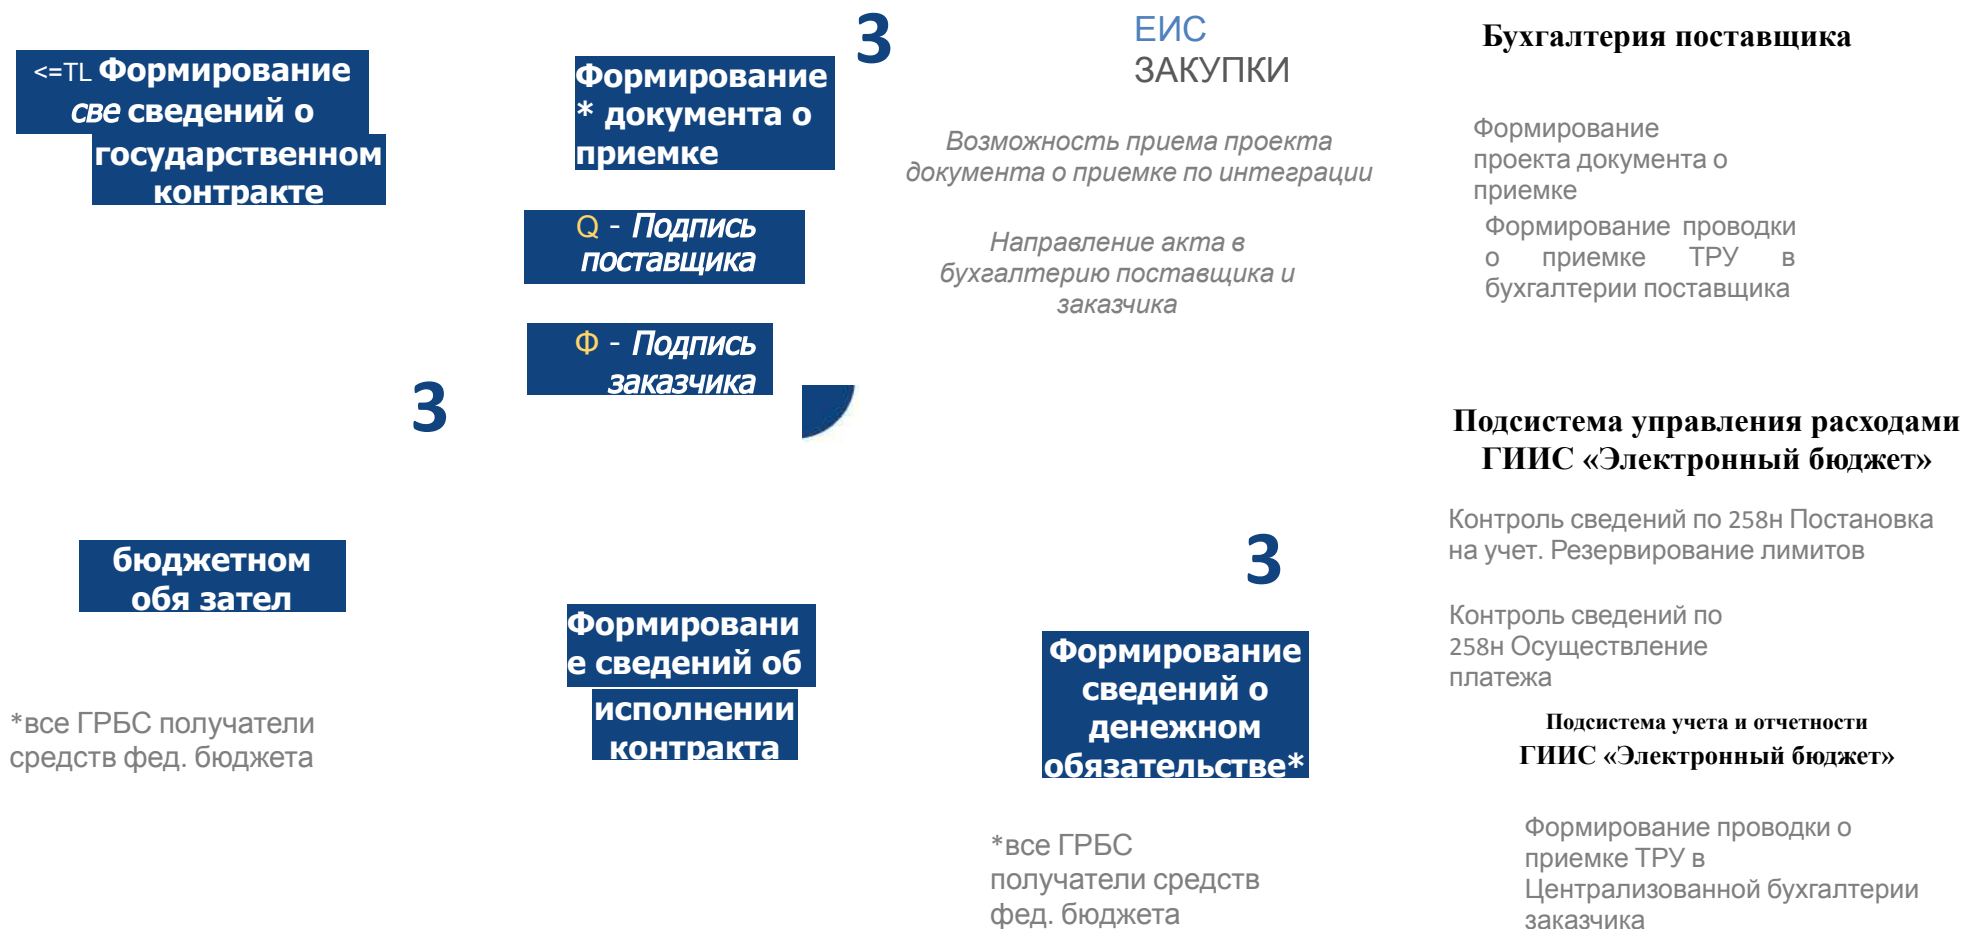 <=TL Формирование
све сведений о
государственном
контракте
3
Формирование
* документа о
приемке
Q - Подпись
поставщика
Ф - Подпись
заказчика
3
ЕИС
ЗАКУПКИ
Возможность приема проекта
документа о приемке по интеграции
Направление акта в
бухгалтерию поставщика и
заказчика
Бухгалтерия поставщика
Формирование
проекта документа о
приемке
Формирование проводки
о приемке ТРУ в
бухгалтерии поставщика
бюджетном
обя зател
*все ГРБС получатели
средств фед. бюджета
Формировани
е сведений об
исполнении
контракта
3
Формирование
сведений о
денежном
обязательстве*
*все ГРБС
получатели средств
фед. бюджета
Подсистема управления расходами
ГИИС «Электронный бюджет»
Контроль сведений по 258н Постановка
на учет. Резервирование лимитов
Контроль сведений по
258н Осуществление
платежа
Подсистема учета и отчетности
ГИИС «Электронный бюджет»
Формирование проводки о
приемке ТРУ в
Централизованной бухгалтерии
заказчика